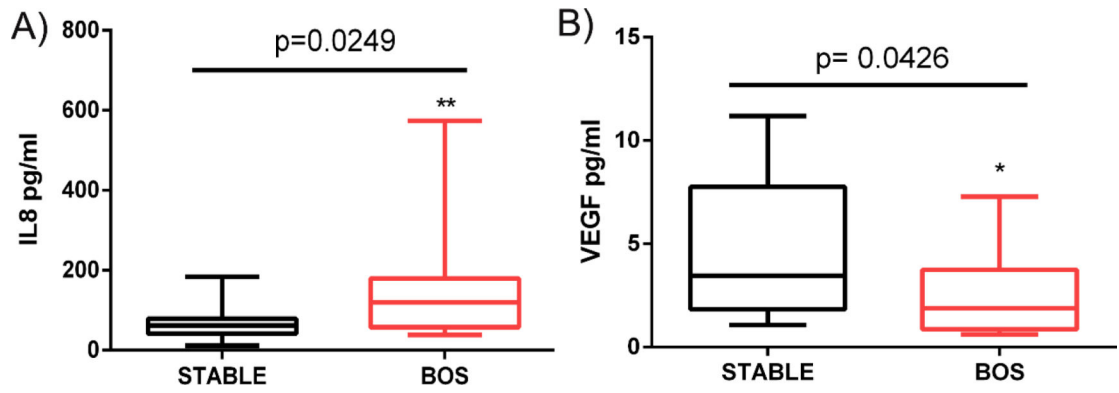 A)
IL8 pg/ml
800
600
400
200
0
p=0.0249
**
STABLE BOS
B)
VEGF pg/ml
15
10
5
0
p= 0.0426
*
STABLE BOS